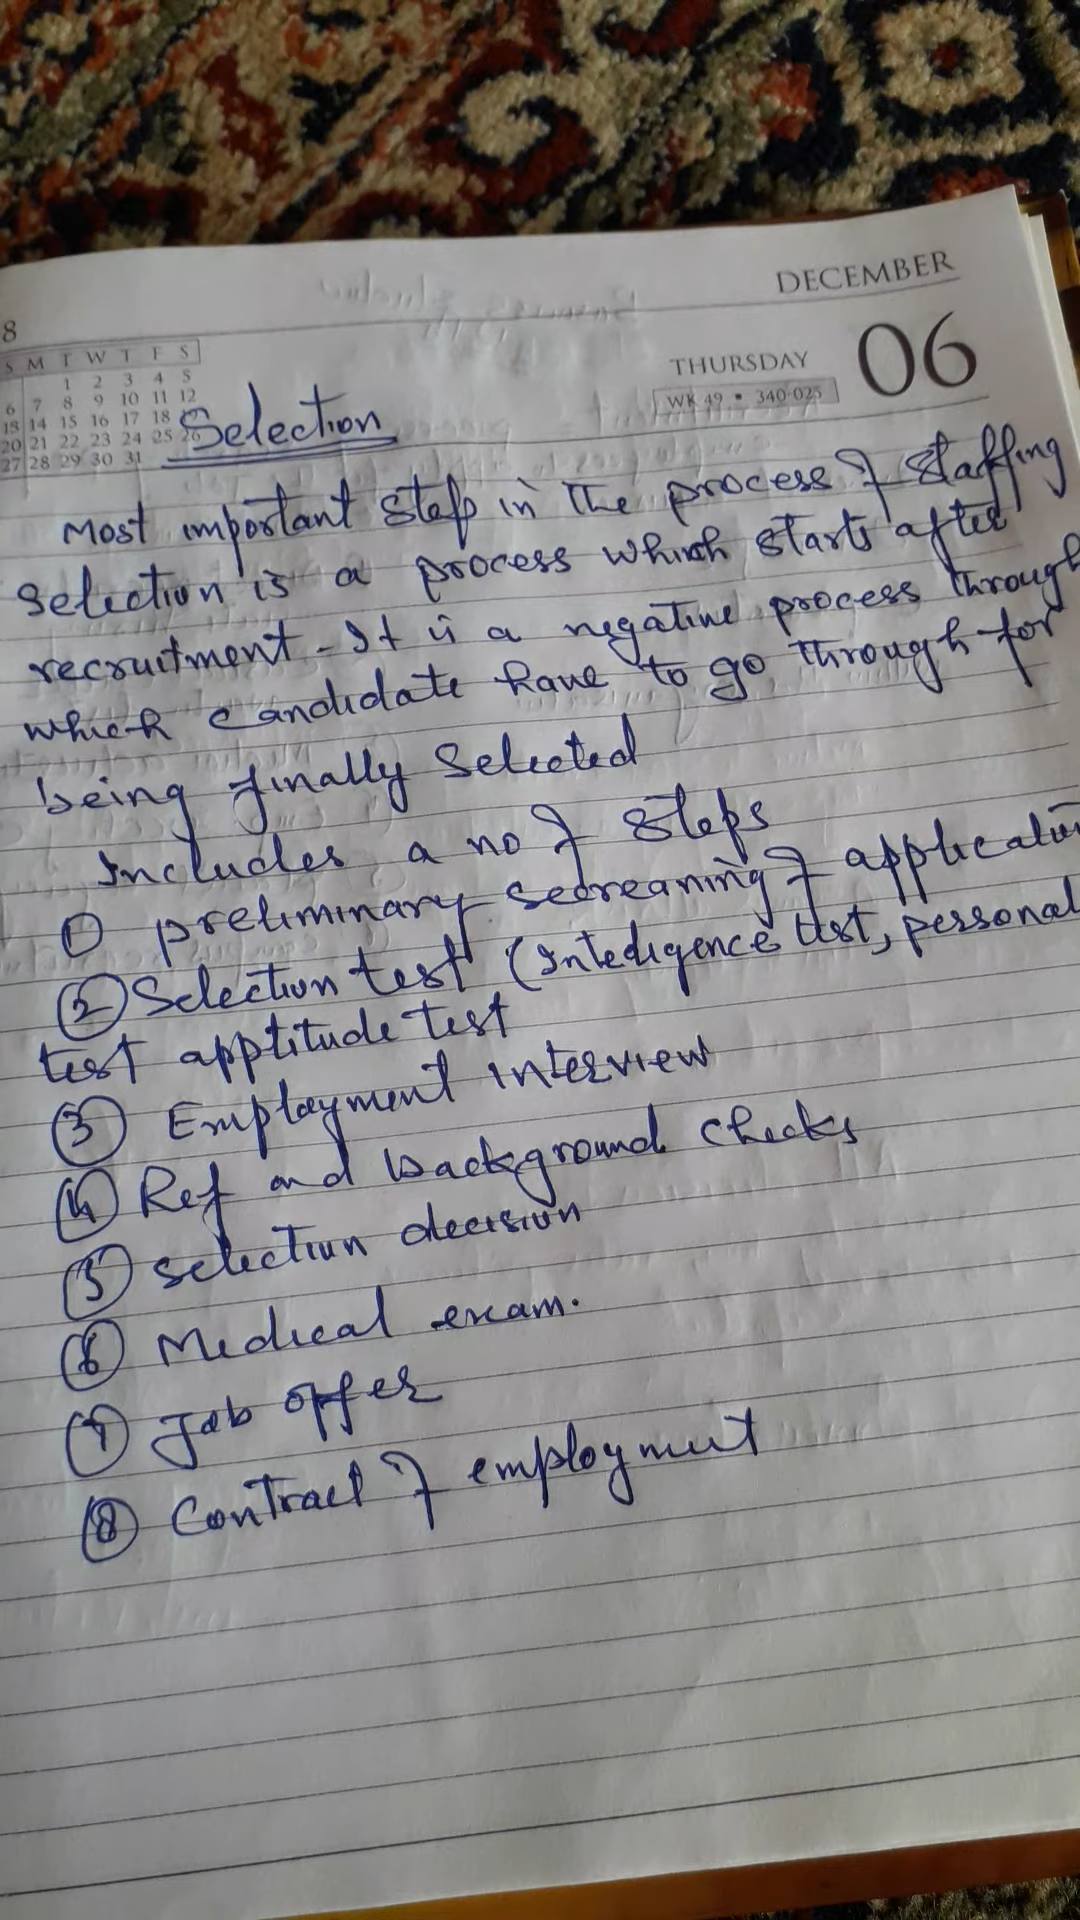 DECEMBER
8
THURSDAY 06
WK 49 • 340-025
S M T W T F S
1 2 3 4 5
6 7 8 9 10 11 12
13 14 15 16 17 18
20 21 22 23 24 25 26
27 28 29 30 31
Selection
Most important step in the process of staffing
Selection is a process which starts after
recruitment - It is a negative process through
which candidate have to go through for
being finally selected
Includes a no of steps
① preliminary secreaning of application
② Selection test (Intedigence test, personal
test apptitude test
③ Employment interview
④ Ref and background checks
⑤ selection decision
⑥ Medical exam.
⑦ Job offer
⑧ Contract of employment